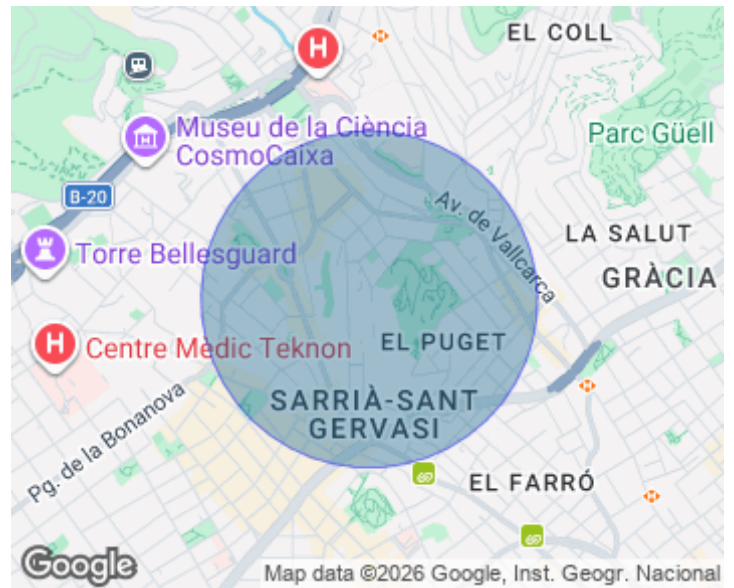 EL COLL
H
Museu de la Ciència
CosmoCaixa
Parc Güell
B-20
Av. de Vallcarca
LA SALUT
Torre Bellesguard
GRÀCIA
H
Centre Mèdic Teknon
EL PUGET
SARRIÀ-SANT
GERVASI
Pg. de la Bonanova
EL FARRÓ
Google
Map data ©2026 Google, Inst. Geogr. Nacional